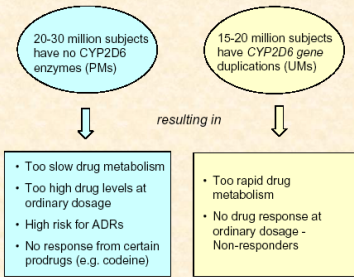 20-30 million subjects
have no CYP2D6
enzymes (PMs)
15-20 million subjects
have CYP2D6 gene
duplications (UMs)
resulting in
• Too slow drug metabolism
• Too high drug levels at
ordinary dosage
• High risk for ADRs
• No response from certain
prodrugs (e.g. codeine)
• Too rapid drug
metabolism
• No drug response at
ordinary dosage -
Non-responders